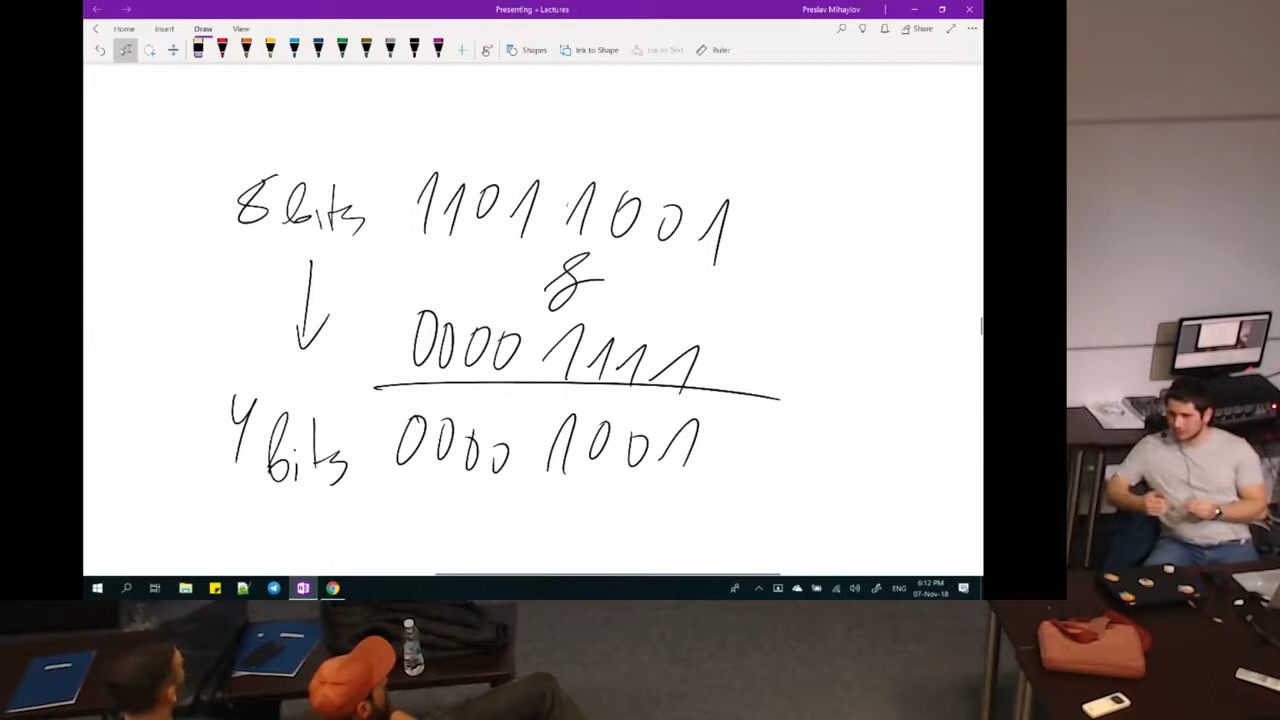 Presenting » Lectures
Preslav Mihaylov
Home Insert Draw View
Share
Shapes Ink to Shape Ink to Text Ruler
8 bits 1101 1001
&
0000 1111
4 bits 0000 1001
ENG
6:12 PM
07-Nov-18